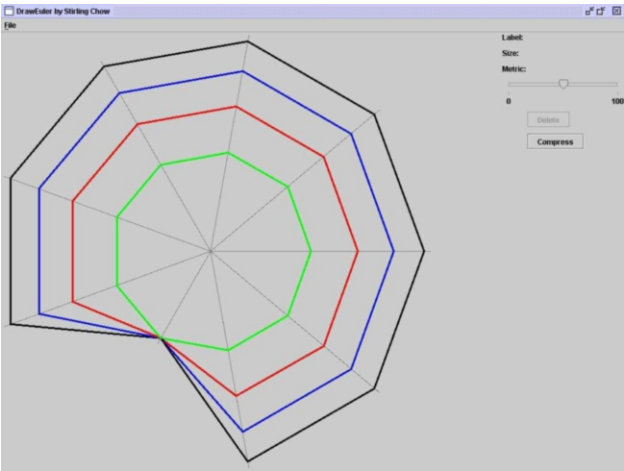 DrawEuler by Stirling Chow
File
Label:
Size:
Metric:
0 100
Delete
Compress